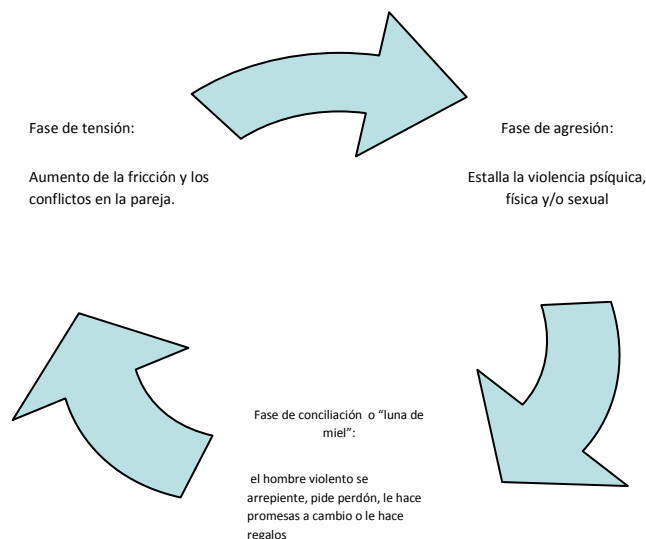 Fase de tensión:
Aumento de la fricción y los
conflictos en la pareja.
Fase de agresión:
Estalla la violencia psíquica,
física y/o sexual
Fase de conciliación o “luna de
miel”:
el hombre violento se
arrepiente, pide perdón, le hace
promesas a cambio o le hace
regalos